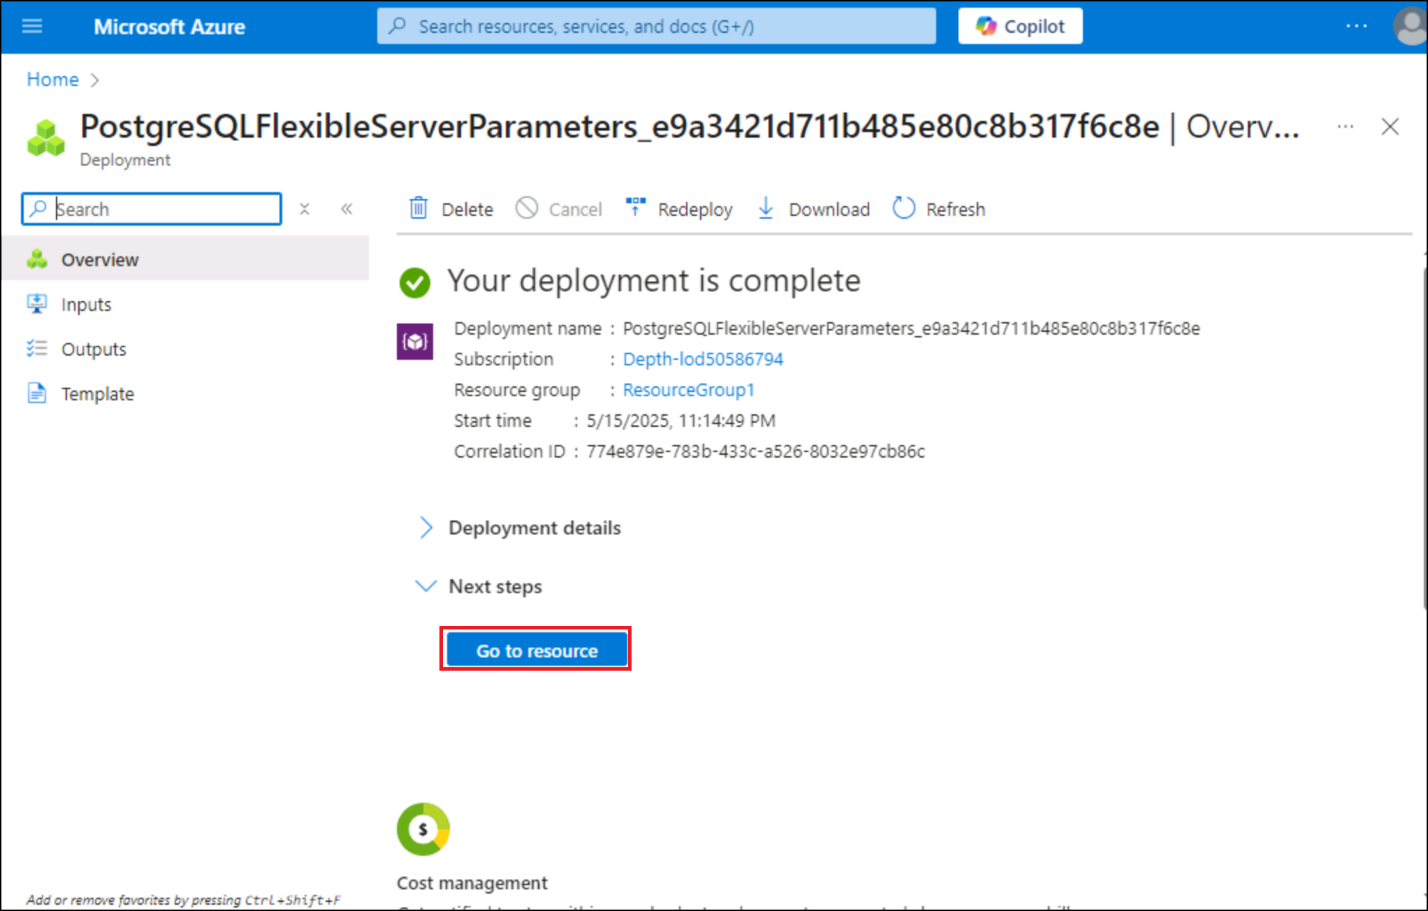 Microsoft Azure
Search resources, services, and docs (G+/)
Copilot
Home
PostgreSQLFlexibleServerParameters_e9a3421d711b485e80c8b317f6c8e | Overv...
Deployment
Search
Delete
Cancel
Redeploy
Download
Refresh
Overview
Inputs
Outputs
Template
Your deployment is complete
Deployment name : PostgreSQLFlexibleServerParameters_e9a3421d711b485e80c8b317f6c8e
Subscription : Depth-lod50586794
Resource group : ResourceGroup1
Start time : 5/15/2025, 11:14:49 PM
Correlation ID : 774e879e-783b-433c-a526-8032e97cb86c
Deployment details
Next steps
Go to resource
$
Cost management
Add or remove favorites by pressing Ctrl+Shift+F